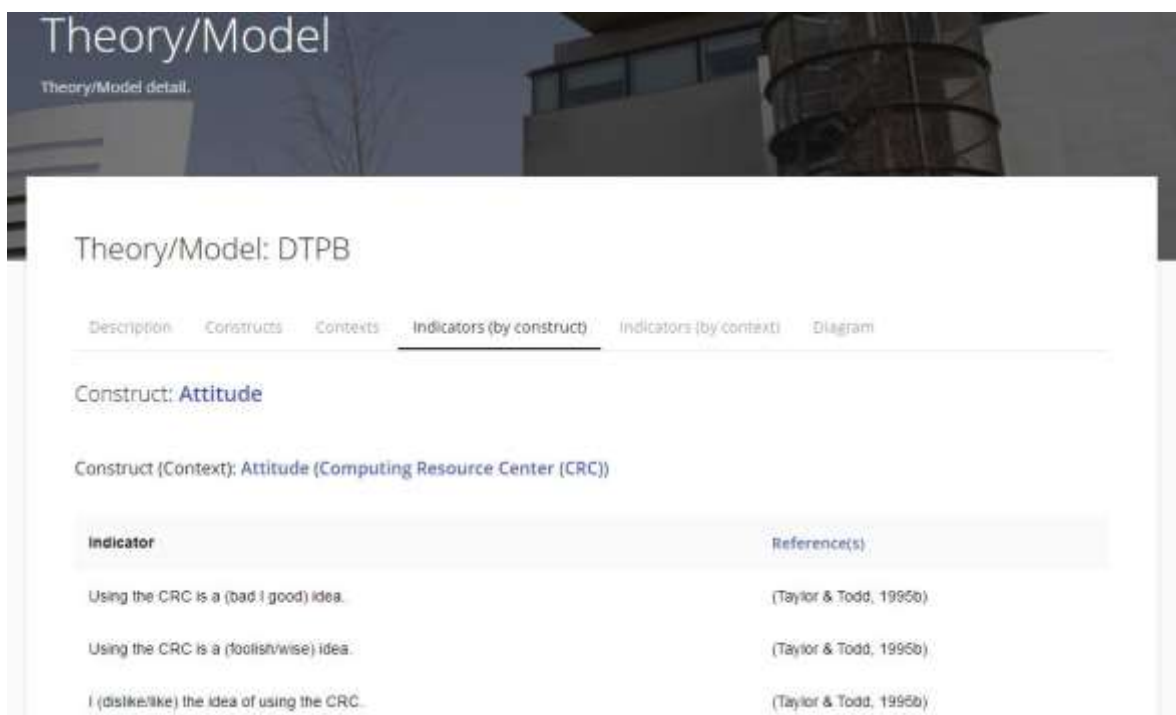 Theory/Model
Theory/Model detail.
Theory/Model: DTPB
Description Constructs Contexts Indicators (by construct) Indicators (by context) Diagram
Construct: Attitude
Construct (Context): Attitude (Computing Resource Center (CRC))
Indicator Reference(s)
Using the CRC is a (bad I good) idea. (Taylor & Todd, 1995b)
Using the CRC is a (foolish/wise) idea. (Taylor & Todd, 1995b)
I (dislike/like) the idea of using the CRC. (Taylor & Todd, 1995b)